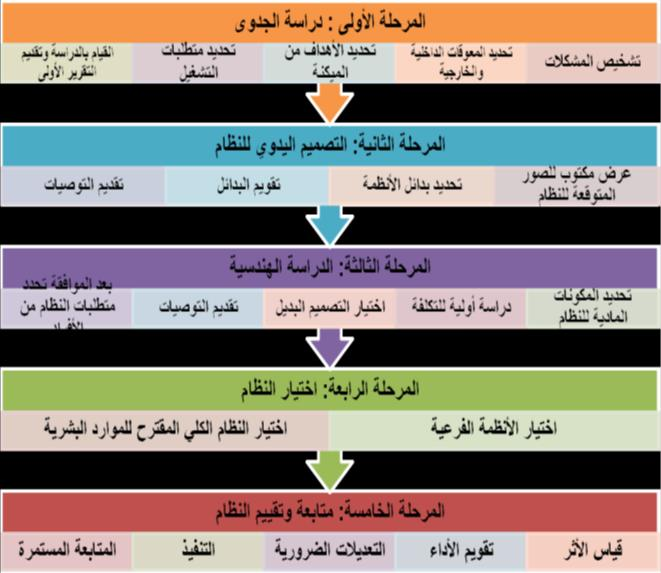 المرحلة الأولى : دراسة الجدوى
تشخيص المشكلات
تحديد المعوقات الداخلية
والخارجية
تحديد الأهداف من
الميكنة
تحديد متطلبات
التشغيل
القيام بالدراسة وتقديم
التقرير الأولى
المرحلة الثانية: التصميم اليدوي للنظام
عرض مكتوب للصور
المتوقعة للنظام
تحديد بدائل الأنظمة
تقويم البدائل
تقديم التوصيات
المرحلة الثالثة: الدراسة الهندسية
تحديد المكونات
المادية للنظام
دراسة أولية للتكلفة
اختيار التصميم البديل
تقديم التوصيات
بعد الموافقة تحدد
متطلبات النظام من
الأفراد
المرحلة الرابعة: اختيار النظام
اختيار الأنظمة الفرعية
اختيار النظام الكلي المقترح للموارد البشرية
المرحلة الخامسة: متابعة وتقييم النظام
قياس الأثر
تقويم الأداء
التعديلات الضرورية
التنفيذ
المتابعة المستمرة